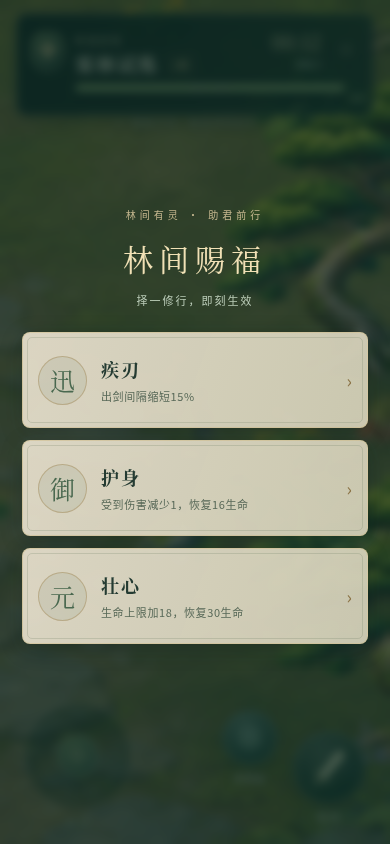 林间有灵 · 助君前行
林间赐福
择一修行，即刻生效
迅
疾刃
出剑间隔缩短15%
›
御
护身
受到伤害减少1，恢复16生命
›
元
壮心
生命上限加18，恢复30生命
›